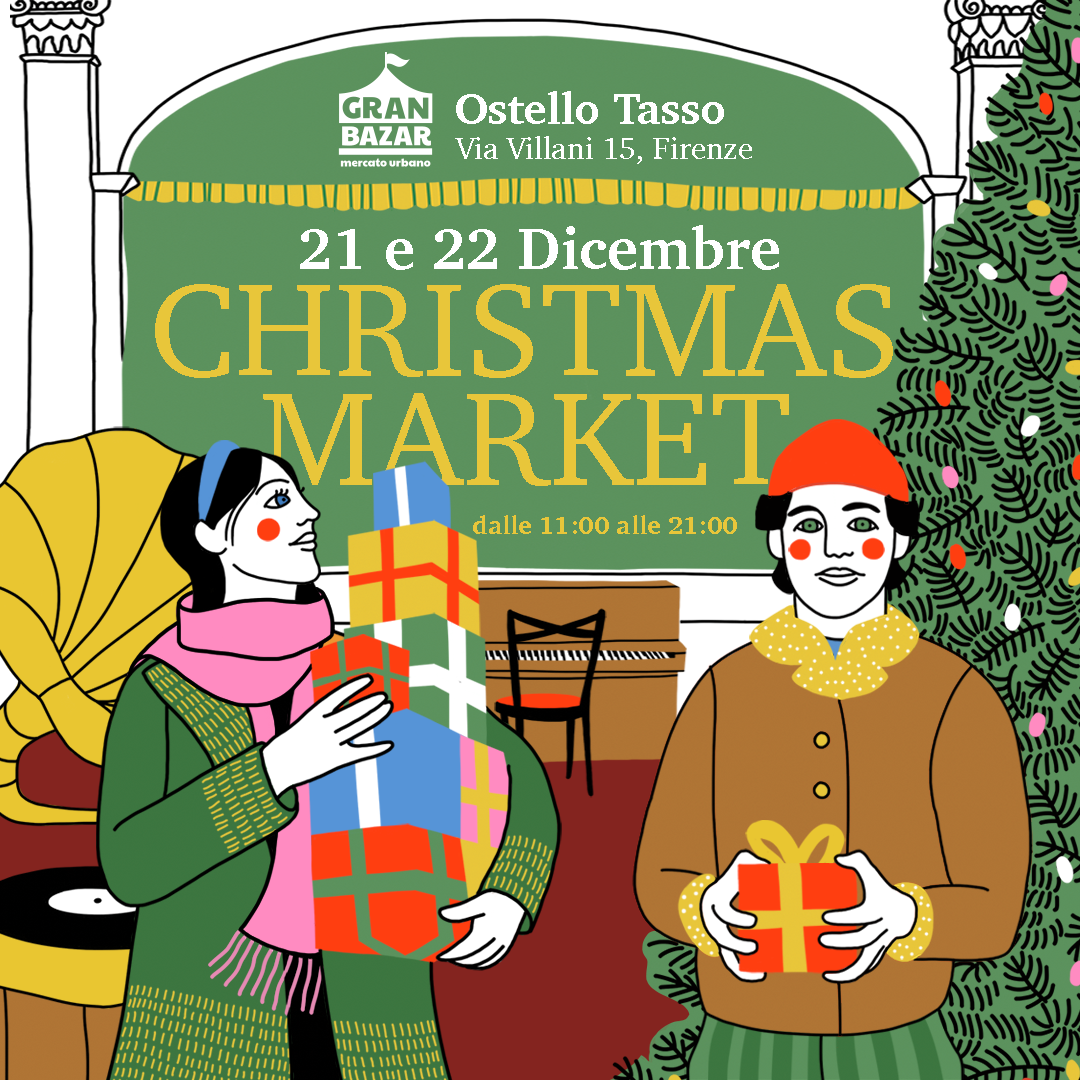 GRAN
BAZAR
mercato urbano
Ostello Tasso
Via Villani 15, Firenze
21 e 22 Dicembre
CHRISTMAS
MARKET
dalle 11:00 alle 21:00